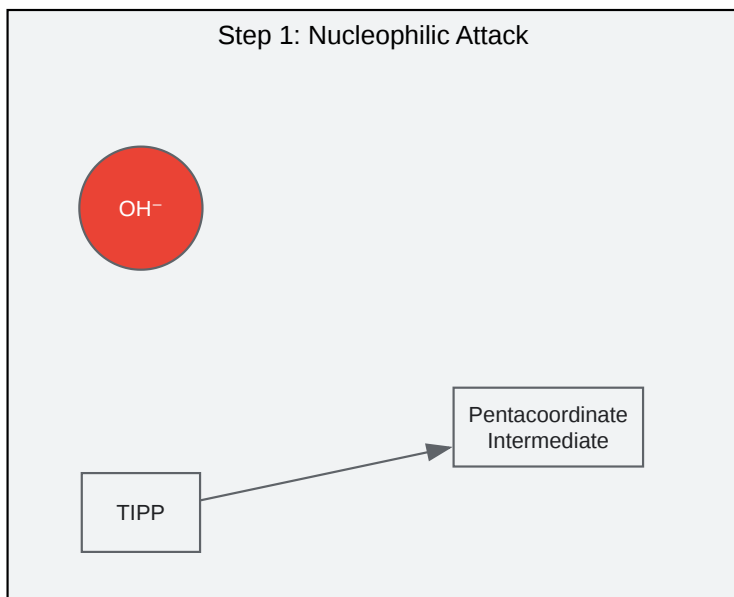 Step 1: Nucleophilic Attack
OH⁻
Pentacoordinate
Intermediate
TIPP